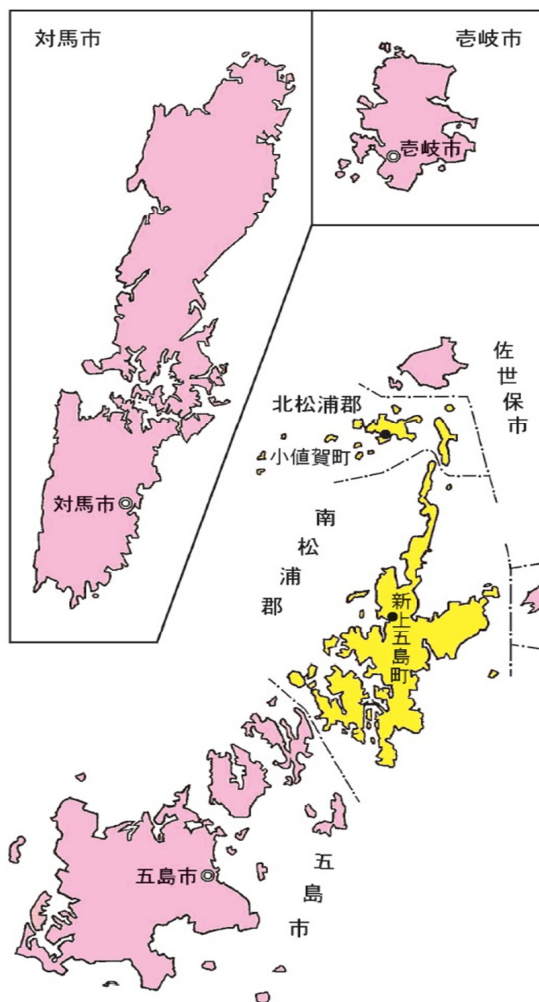 対馬市
壱岐市
壱岐市
佐世保市
北松浦郡
小値賀町
対馬市
南松浦郡
新上五島町
五島市
五島市